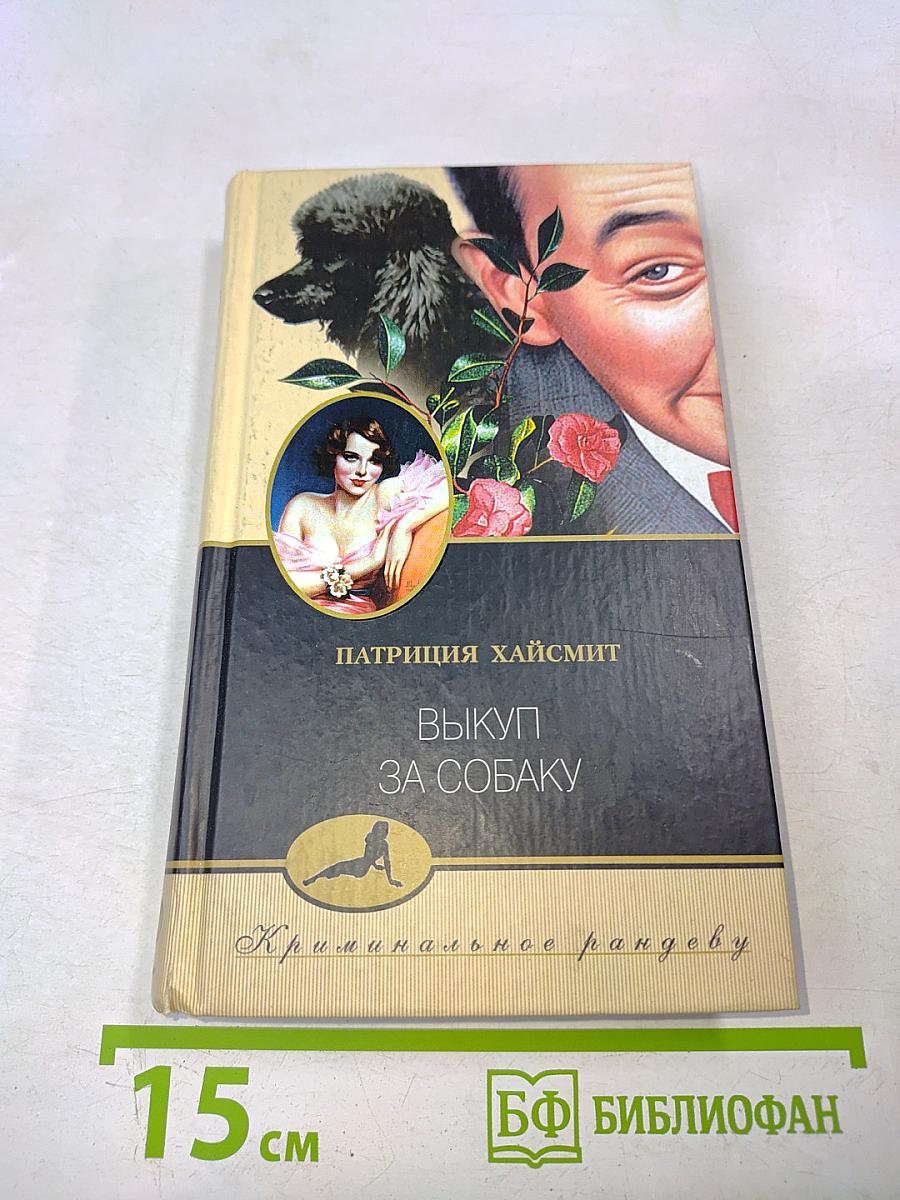 ПАТРИЦИЯ ХАЙСМИТ
ВЫКУП
ЗА СОБАКУ
Криминальное рандеву
15 см
БФ БИБЛИОФАН